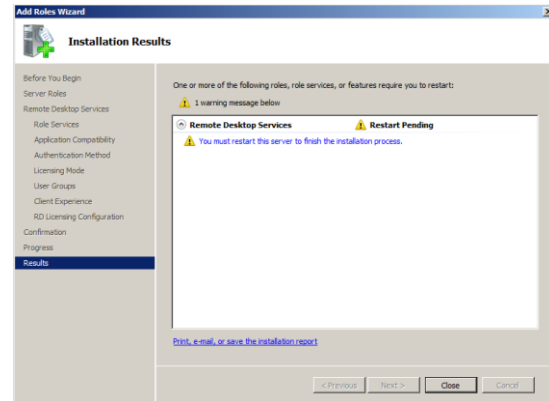 Add Roles Wizard
Installation Results
Before You Begin
Server Roles
Remote Desktop Services
Role Services
Application Compatibility
Authentication Method
Licensing Mode
User Groups
Client Experience
RD Licensing Configuration
Confirmation
Progress
Results
One or more of the following roles, role services, or features require you to restart:
1 warning message below
Remote Desktop Services Restart Pending
You must restart this server to finish the installation process.
Print, e-mail, or save the installation report
< Previous Next > Close Cancel